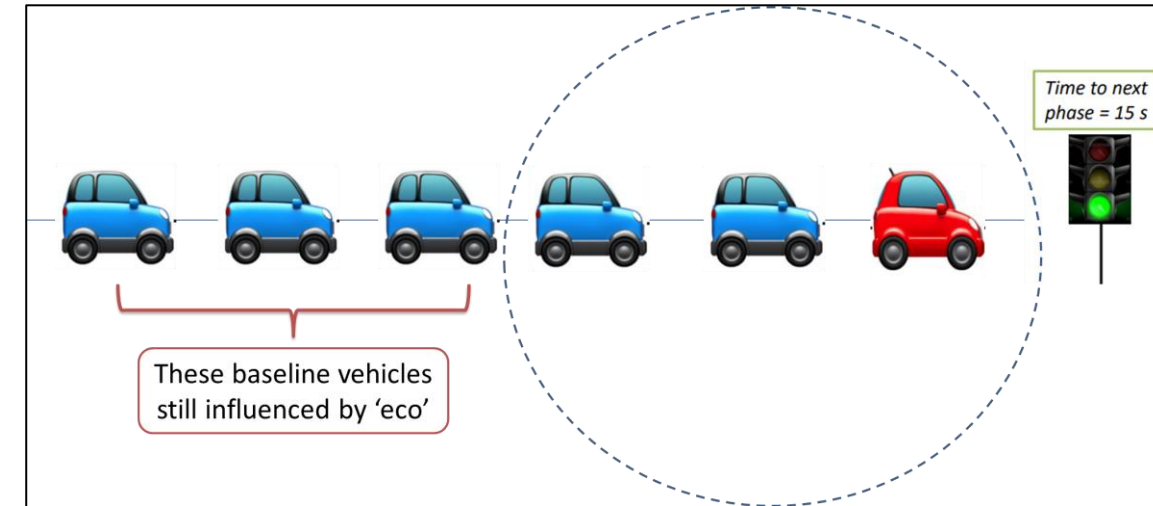 Time to next
phase = 15 s
These baseline vehicles
still influenced by ‘eco’